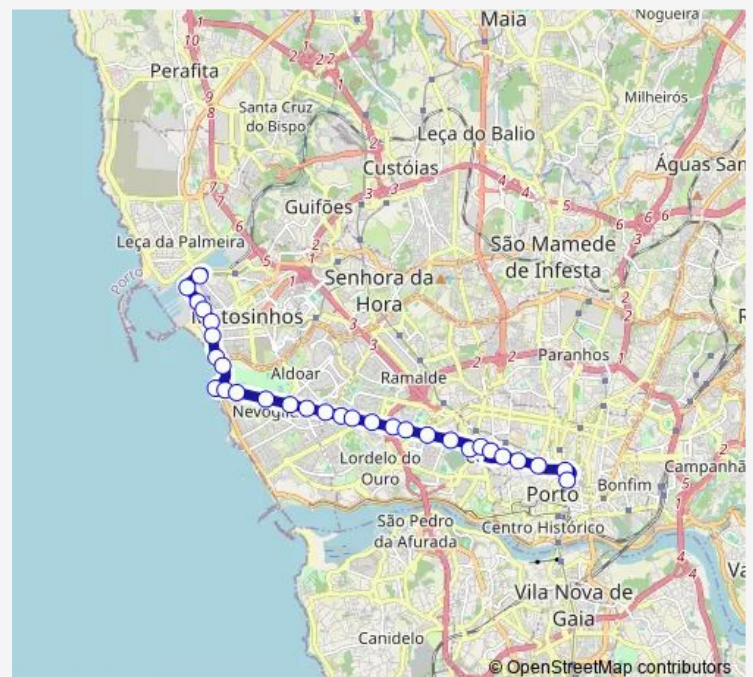 Maia
Nogueira
Perafita
Santa Cruz
do Bispo
Milheirós
Leça do Balio
Custóias
Águas San
Guifões
Leça da Palmeira
São Mamede
de Infesta
Porto
Senhora da
Hora
tosinhos
Paranhos
Aldoar
Ramalde
Lordelo do
Ouro
Campanhã
Bonfim
Porto
São Pedro
da Afurada
Centro Histórico
Vila Nova de
Gaia
Canidelo
© OpenStreetMap contributors